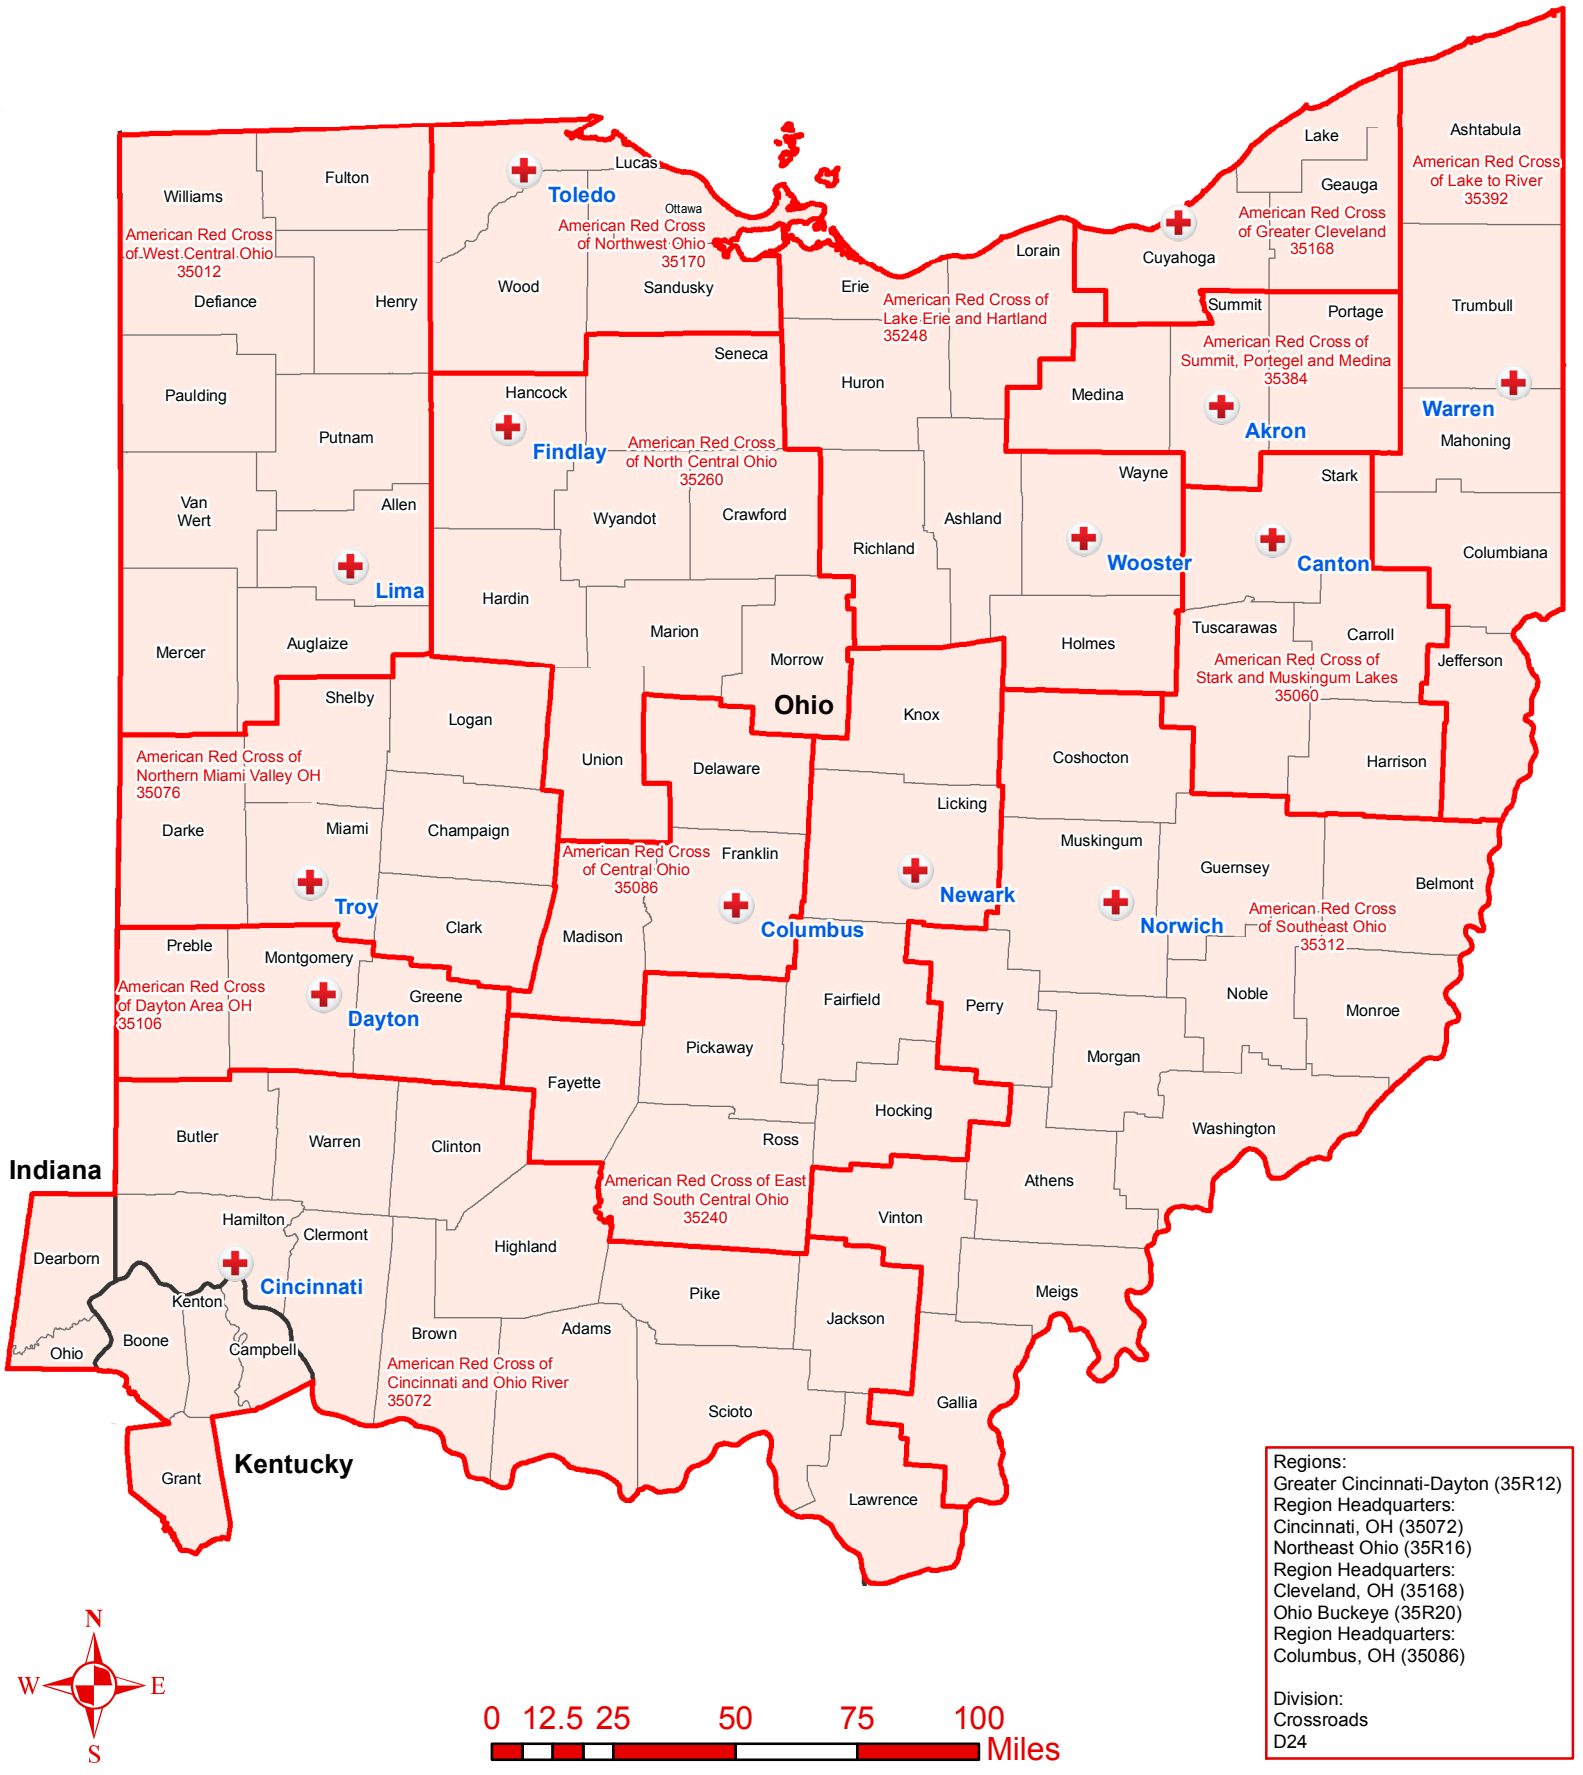 Lake
Ashtabula
American Red Cross
of Lake to River
35392
Geauga
American Red Cross
of Greater Cleveland
35168
Cuyahoga
Lucas
Toledo
Ottawa
American Red Cross
of Northwest Ohio
35170
Wood
Sandusky
Fulton
Williams
American Red Cross
of West Central Ohio
35012
Defiance
Henry
Lorain
Erie
American Red Cross of
Lake Erie and Hartland
35248
Huron
Summit
Portage
American Red Cross of
Summit, Portegel and Medina
35384
Medina
Akron
Trumbull
Warren
Mahoning
Seneca
Hancock
Findlay
American Red Cross
of North Central Ohio
35260
Wyandot
Crawford
Paulding
Putnam
Van
Wert
Allen
Lima
Hardin
Marion
Morrow
Ohio
Richland
Ashland
Wayne
Wooster
Holmes
Stark
Canton
Columbiana
Tuscarawas
Carroll
Jefferson
American Red Cross of
Stark and Muskingum Lakes
35060
Harrison
Mercer
Auglaize
Shelby
Logan
Union
Delaware
Knox
Coshocton
American Red Cross of
Northern Miami Valley OH
35076
Darke
Miami
Champaign
Troy
Clark
American Red Cross
of Central Ohio
35086
Franklin
Madison
Columbus
Licking
Newark
Muskingum
Norwich
Guernsey
Belmont
American Red Cross
of Southeast Ohio
35312
Noble
Monroe
Preble
Montgomery
American Red Cross
of Dayton Area OH
35106
Greene
Dayton
Fairfield
Perry
Pickaway
Fayette
Morgan
Hocking
Washington
Butler
Warren
Clinton
Ross
American Red Cross of East
and South Central Ohio
35240
Athens
Vinton
Indiana
Hamilton
Clermont
Dearborn
Cincinnati
Highland
Kenton
Boone
Campbell
Ohio
Brown
Adams
Pike
Jackson
Meigs
American Red Cross of
Cincinnati and Ohio River
35072
Scioto
Gallia
Grant
Kentucky
Lawrence
Regions:
Greater Cincinnati-Dayton (35R12)
Region Headquarters:
Cincinnati, OH (35072)
Northeast Ohio (35R16)
Region Headquarters:
Cleveland, OH (35168)
Ohio Buckeye (35R20)
Region Headquarters:
Columbus, OH (35086)
Division:
Crossroads
D24
N
W E
S
0 12.5 25 50 75 100
Miles